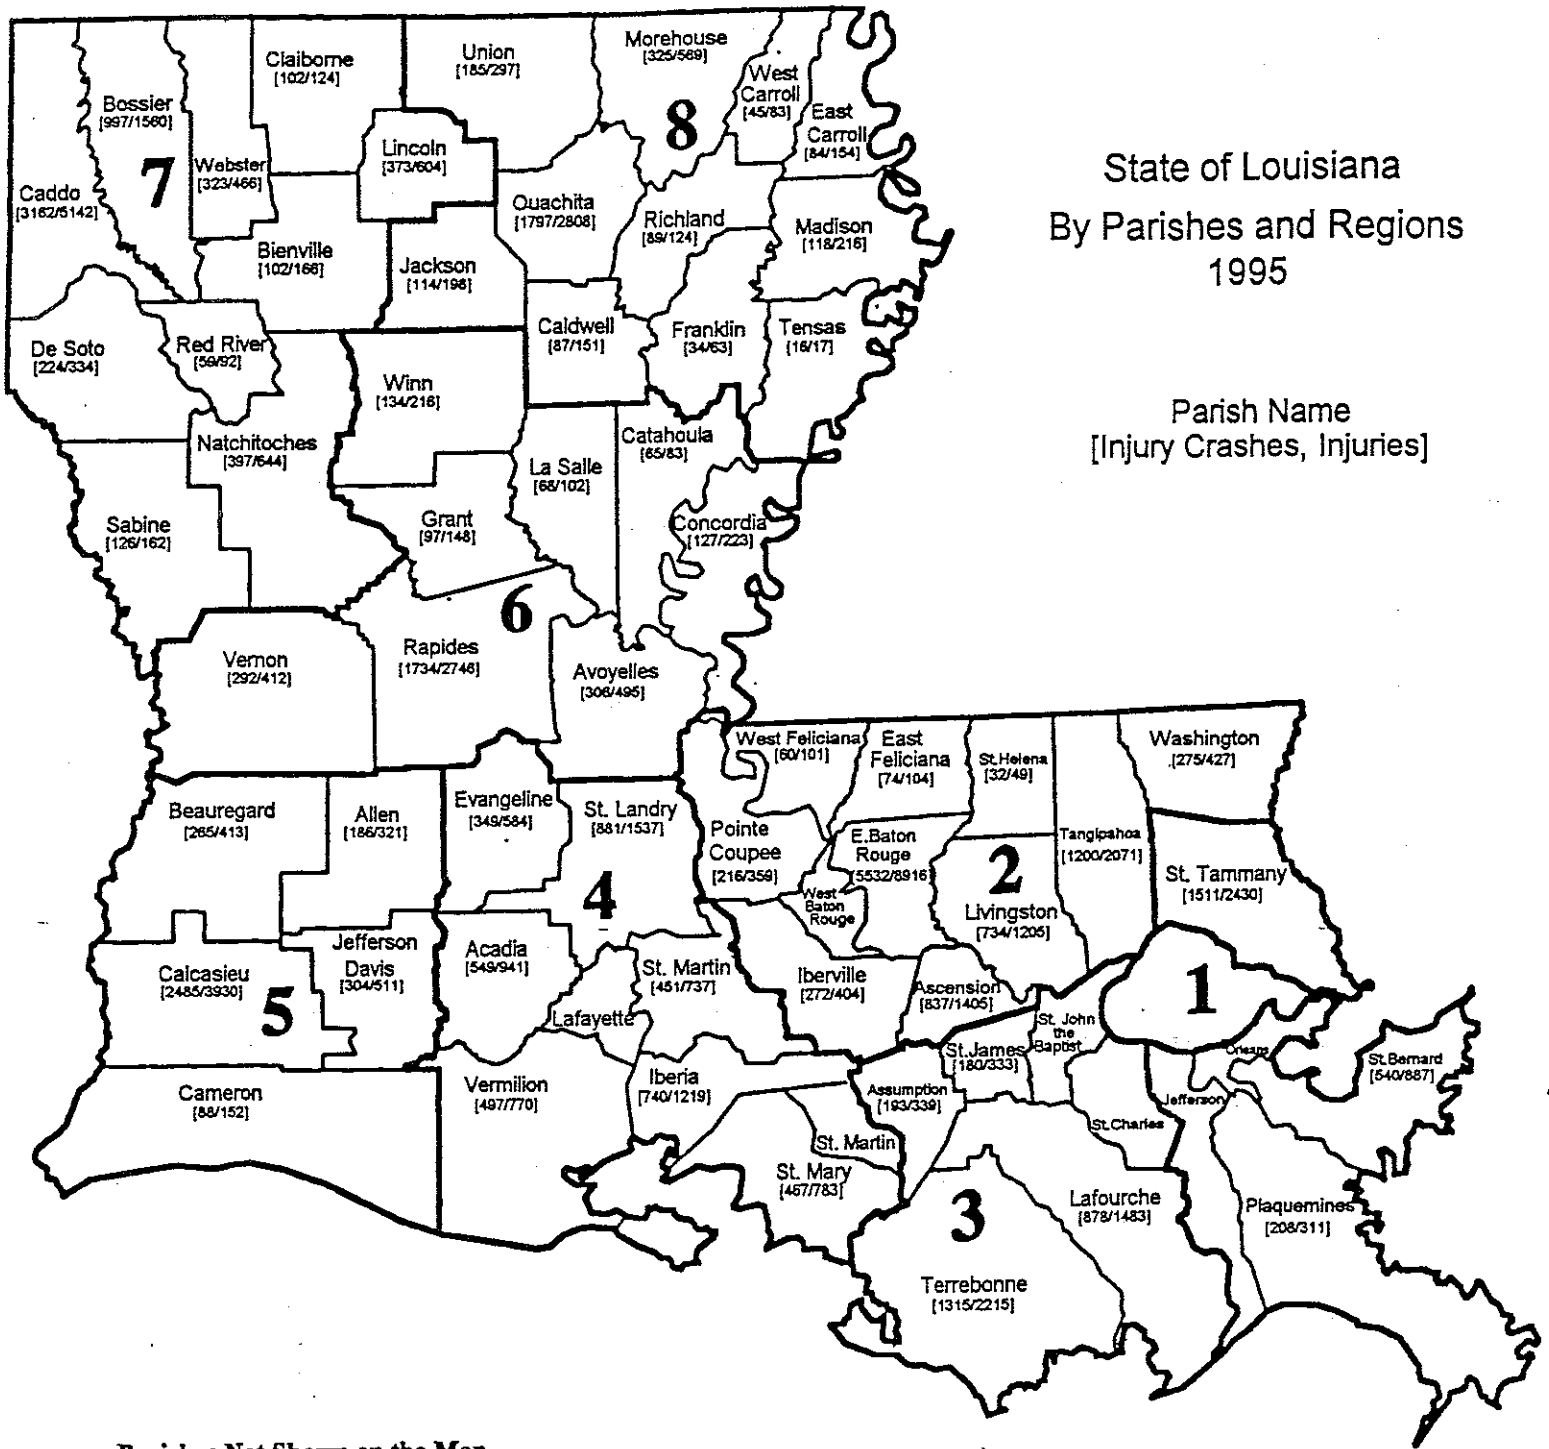 State of Louisiana
By Parishes and Regions
1995
Parish Name
[Injury Crashes, Injuries]
Caddo
[3162/5142]
Bossier
[997/1560]
7
Webster
[323/466]
Claiborne
[102/124]
Union
[185/297]
Morehouse
[325/569]
8
West
Carroll
[45/83]
East
Carroll
[84/154]
Lincoln
[373/604]
Bienville
[102/166]
Jackson
[114/198]
Ouachita
[1797/2808]
Richland
[89/124]
Madison
[118/216]
De Soto
[224/334]
Red River
[59/92]
Caldwell
[87/151]
Franklin
[34/63]
Tensas
[16/17]
Winn
[134/216]
Natchitoches
[397/644]
Catahoula
[65/83]
La Salle
[68/102]
Sabine
[126/162]
Grant
[97/148]
Concordia
[127/223]
6
Vernon
[292/412]
Rapides
[1734/2746]
Avoyelles
[306/495]
West Feliciana
[60/101]
East
Feliciana
[74/104]
St. Helena
[32/49]
Washington
[275/427]
Beauregard
[265/413]
Allen
[186/321]
Evangeline
[349/584]
St. Landry
[881/1537]
Pointe
Coupee
[216/359]
E.Baton
Rouge
[5532/8916]
Tangipahoa
[1200/2071]
2
St. Tammany
[1511/2430]
4
West
Baton
Rouge
Livingston
[734/1205]
Calcasieu
[2485/3930]
5
Jefferson
Davis
[304/511]
Acadia
[549/941]
Lafayette
St. Martin
[451/737]
Iberville
[272/404]
Ascension
[837/1405]
1
St. John
the
Baptist
St. James
[180/333]
Orleans
St. Bernard
[540/887]
Cameron
[88/152]
Vermilion
[497/770]
Iberia
[740/1219]
Assumption
[193/339]
Jefferson
St. Charles
St. Martin
St. Mary
[457/783]
3
Lafourche
[878/1483]
Plaquemines
[208/311]
Terrebonne
[1315/2215]
Parishes Not Shown on the Map